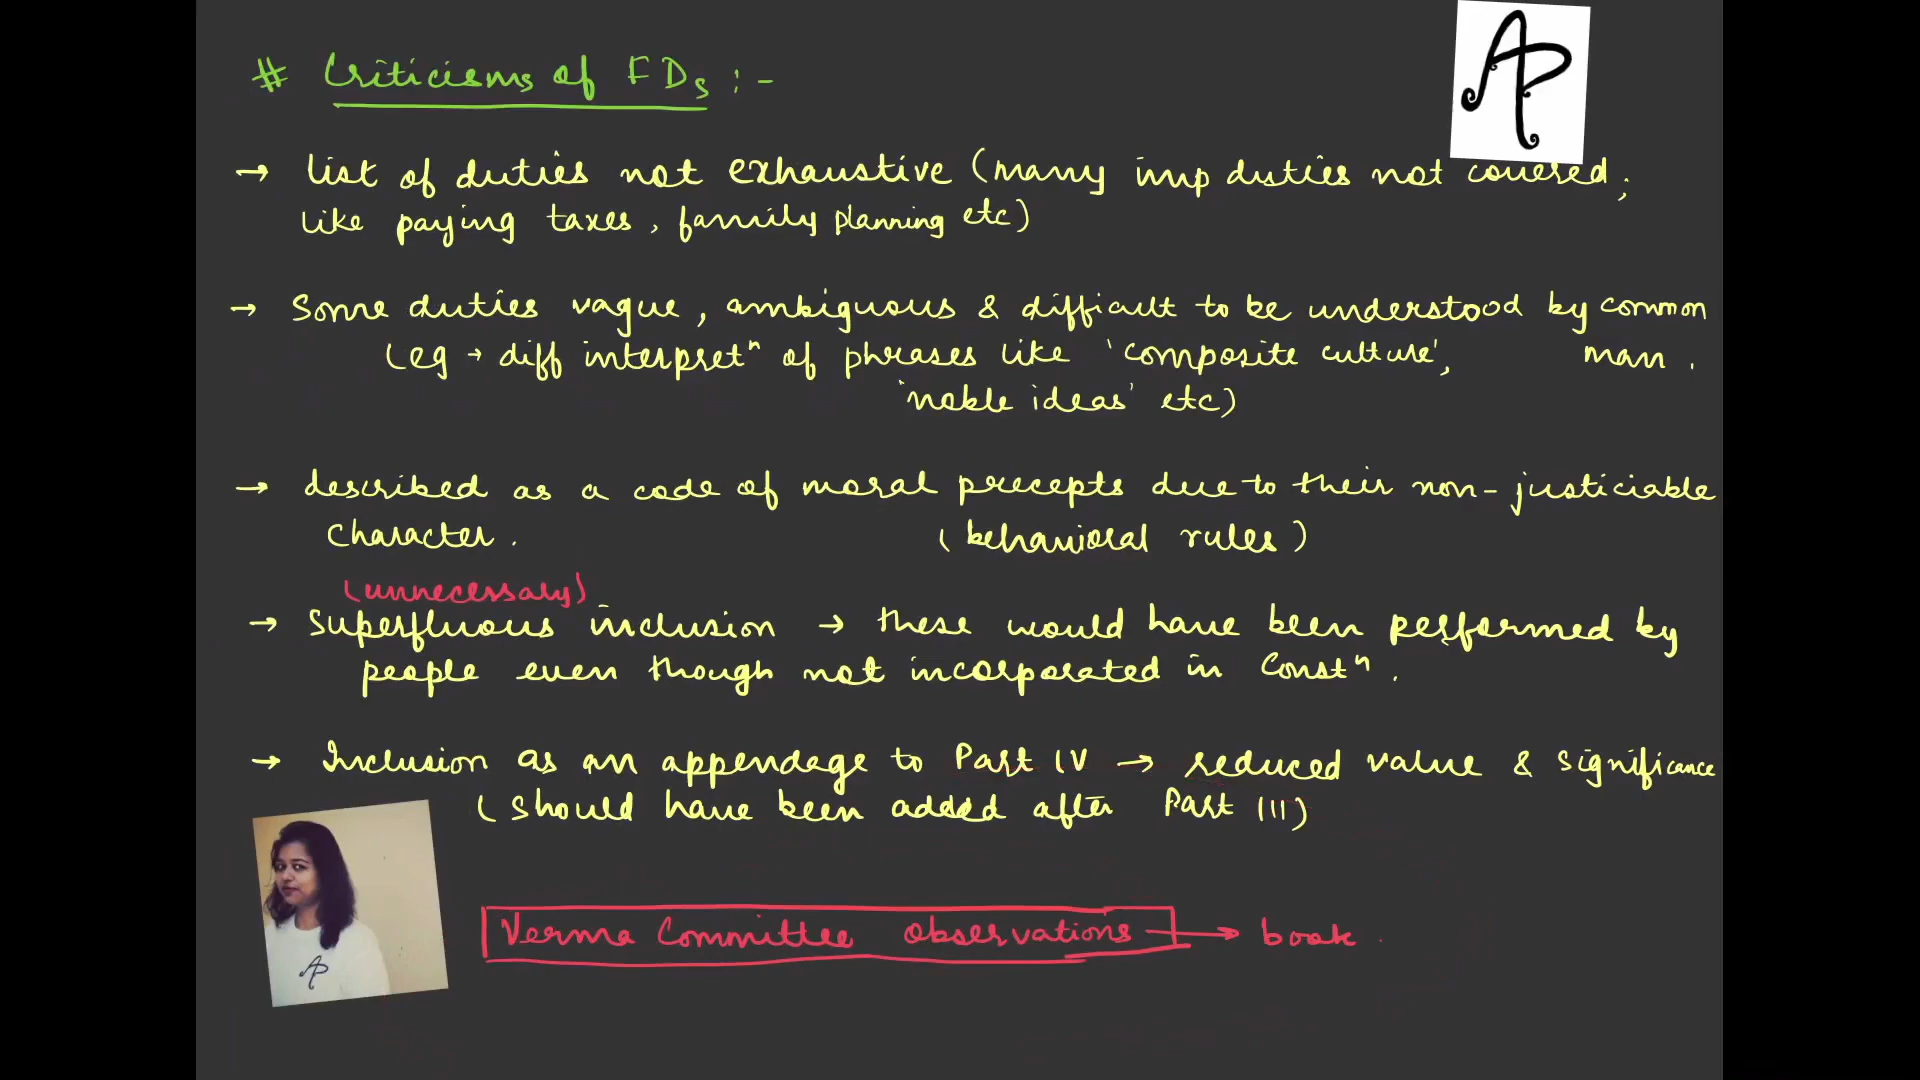 AP
# Criticisms of FDs :-
→ list of duties not exhaustive (many imp duties not covered,
like paying taxes, family planning etc)
→ Some duties vague, ambiguous & difficult to be understood by common
(eg → diff interpretⁿ of phrases like 'composite culture', man.
'noble ideas' etc)
→ described as a code of moral precepts due to their non-justiciable
character. (behavioral rules)
(unnecessary)
→ Superfluous inclusion → these would have been performed by
people even though not incorporated in Constⁿ.
→ Inclusion as an appendage to Part IV → reduced value & significance
(should have been added after Part III)
AP
Verma Committee Observations → book